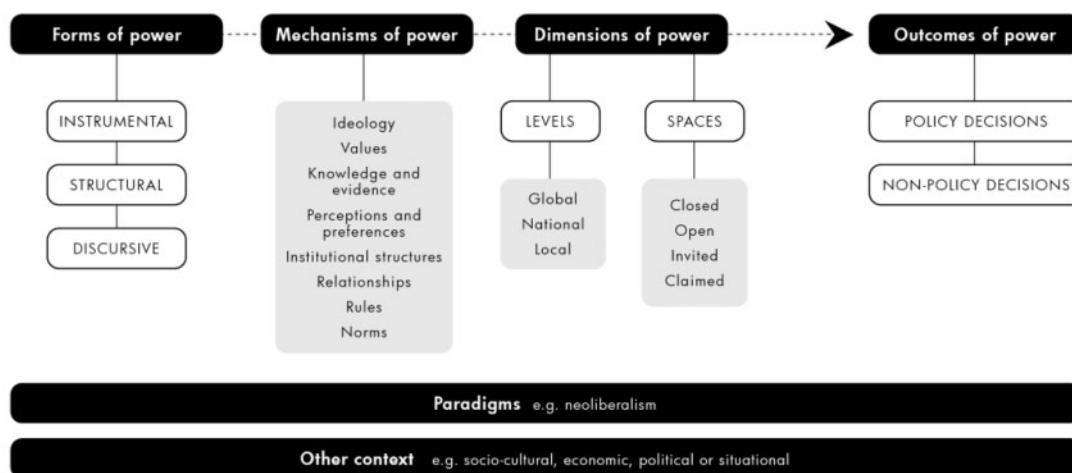 Forms of power
Mechanisms of power
Dimensions of power
Outcomes of power
INSTRUMENTAL
STRUCTURAL
DISCURSIVE
Ideology
Values
Knowledge and
evidence
Perceptions and
preferences
Institutional structures
Relationships
Rules
Norms
LEVELS
Global
National
Local
SPACES
Closed
Open
Invited
Claimed
POLICY DECISIONS
NON-POLICY DECISIONS
Paradigms e.g. neoliberalism
Other context e.g. socio-cultural, economic, political or situational